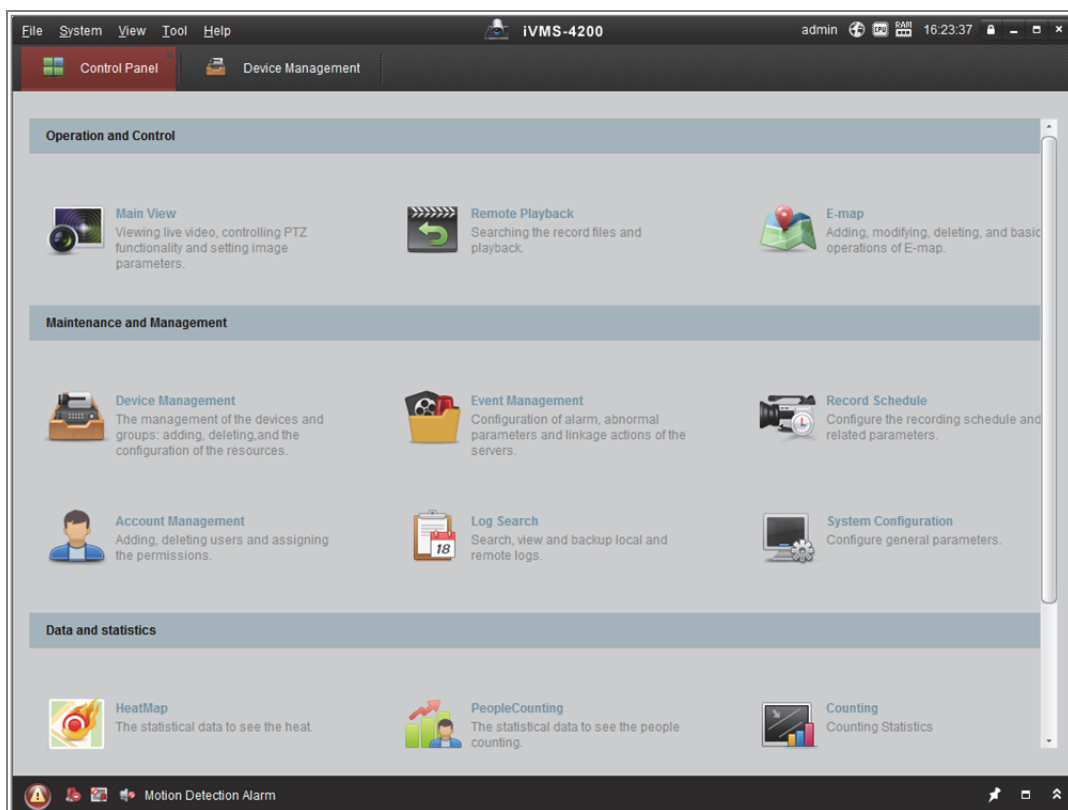 File System View Tool Help iVMS-4200 admin CPU RAM 16:23:37
Control Panel Device Management
Operation and Control
Main View
Viewing live video, controlling PTZ
functionality and setting image
parameters.
Remote Playback
Searching the record files and
playback.
E-map
Adding, modifying, deleting, and basic
operations of E-map.
Maintenance and Management
Device Management
The management of the devices and
groups: adding, deleting,and the
configuration of the resources.
Event Management
Configuration of alarm, abnormal
parameters and linkage actions of the
servers.
Record Schedule
Configure the recording schedule and
related parameters.
Account Management
Adding, deleting users and assigning
the permissions.
18
Log Search
Search, view and backup local and
remote logs.
System Configuration
Configure general parameters.
Data and statistics
HeatMap
The statistical data to see the heat.
PeopleCounting
The statistical data to see the people
counting.
Counting
Counting Statistics
Motion Detection Alarm